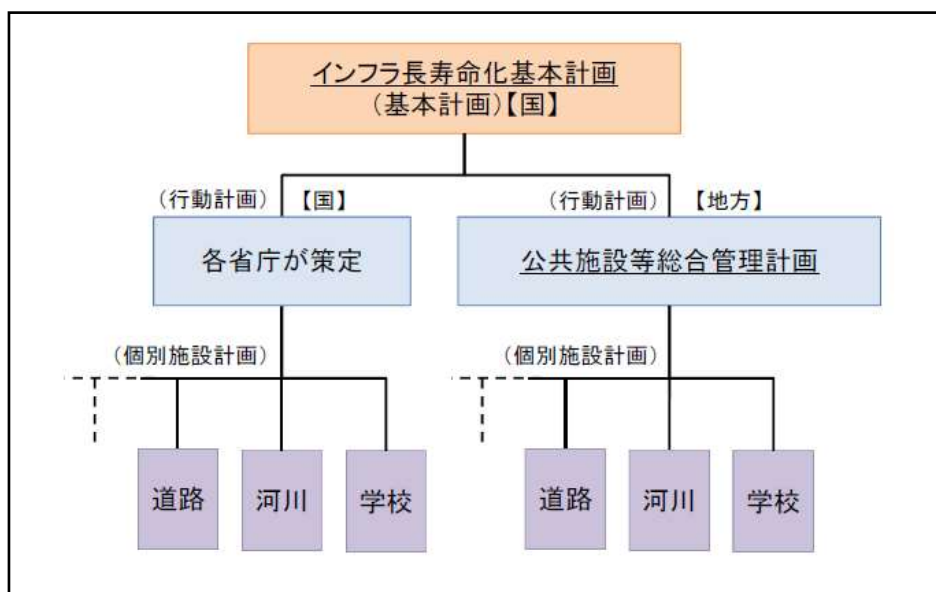 インフラ長寿命化基本計画
(基本計画)【国】
(行動計画) 【国】
(行動計画) 【地方】
各省庁が策定
公共施設等総合管理計画
(個別施設計画)
(個別施設計画)
道路
河川
学校
道路
河川
学校